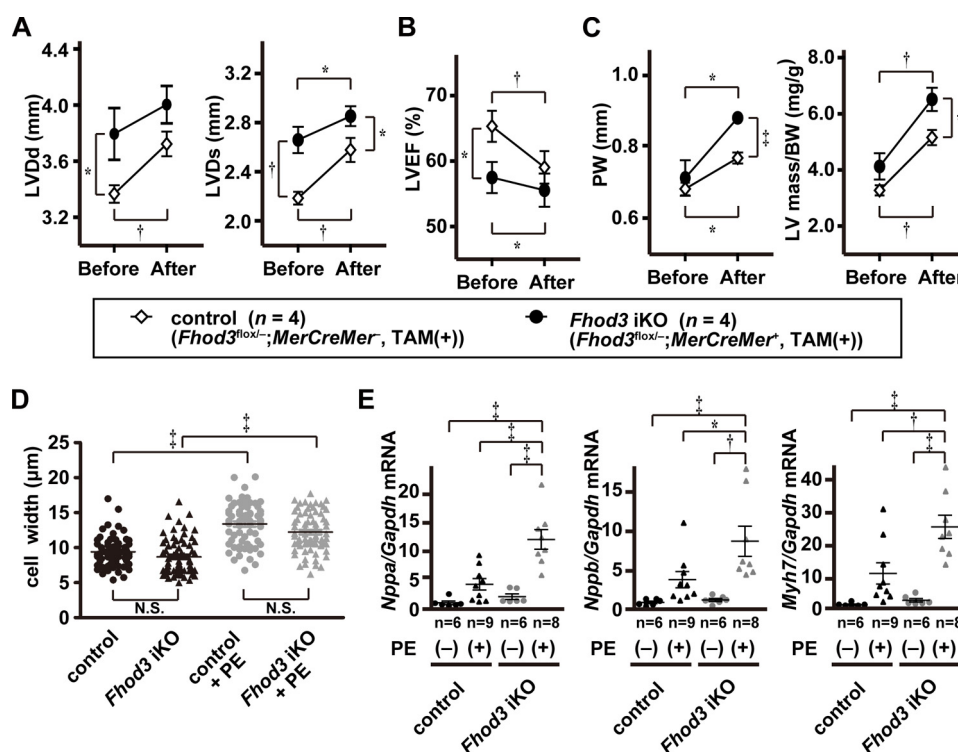 A
B
C
LVDd (mm)
4.4
4.0
3.6
3.2
*
†
Before After
LVDs (mm)
3.2
2.8
2.4
2.0
*
†
*
†
Before After
LVEF (%)
70
60
50
†
*
*
Before After
PW (mm)
1.0
0.8
0.6
*
‡
*
Before After
LV mass/BW (mg/g)
8.0
6.0
4.0
2.0
†
†
Before After
control (n = 4)
(Fhod3flox/–;MerCreMer–, TAM(+))
Fhod3 iKO (n = 4)
(Fhod3flox/–;MerCreMer+, TAM(+))
D
cell width (µm)
25
20
15
10
5
0
‡
‡
N.S.
N.S.
control
Fhod3 iKO
control
+ PE
Fhod3 iKO
+ PE
E
Nppa/Gapdh mRNA
25
20
15
10
5
0
‡
‡
‡
n=6 n=9 n=6 n=8
PE (–) (+) (–) (+)
control
Fhod3 iKO
Nppb/Gapdh mRNA
15
10
5
0
‡
*
†
n=6 n=9 n=6 n=8
PE (–) (+) (–) (+)
control
Fhod3 iKO
Myh7/Gapdh mRNA
40
30
20
10
0
‡
†
‡
n=6 n=9 n=6 n=8
PE (–) (+) (–) (+)
control
Fhod3 iKO